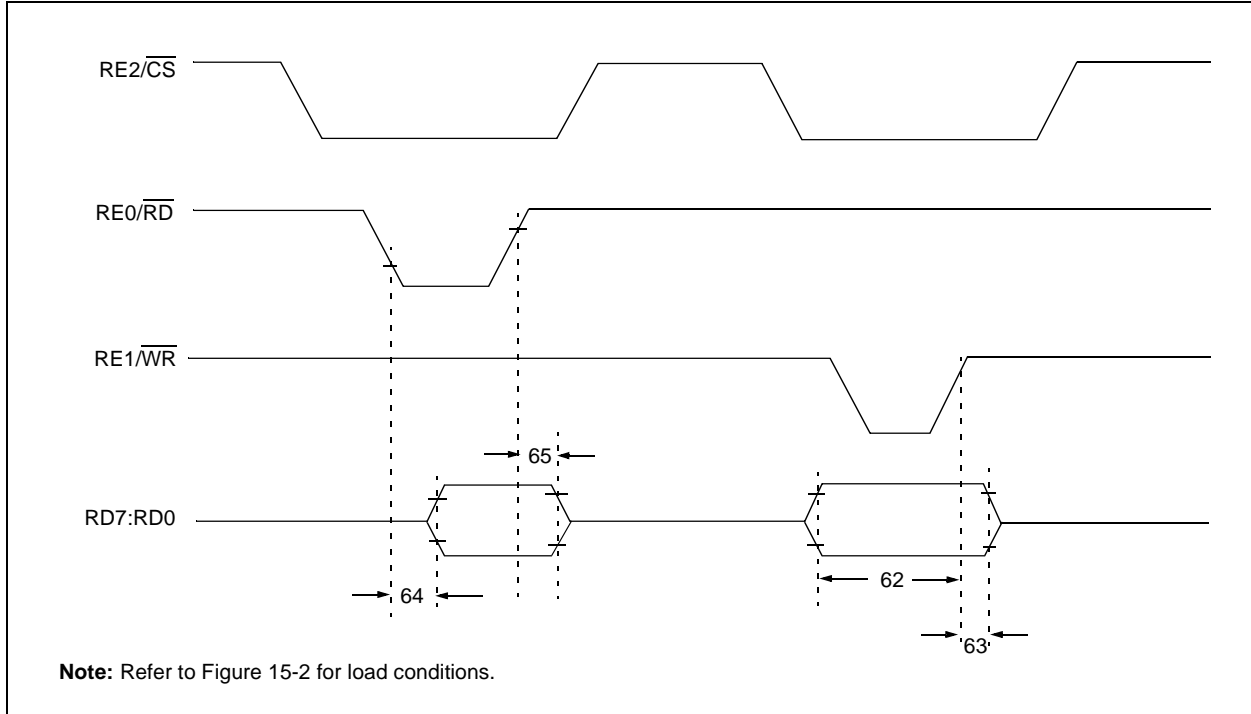 RE2/CS
RE0/RD
RE1/WR
65
RD7:RD0
62
64
63
Note: Refer to Figure 15-2 for load conditions.